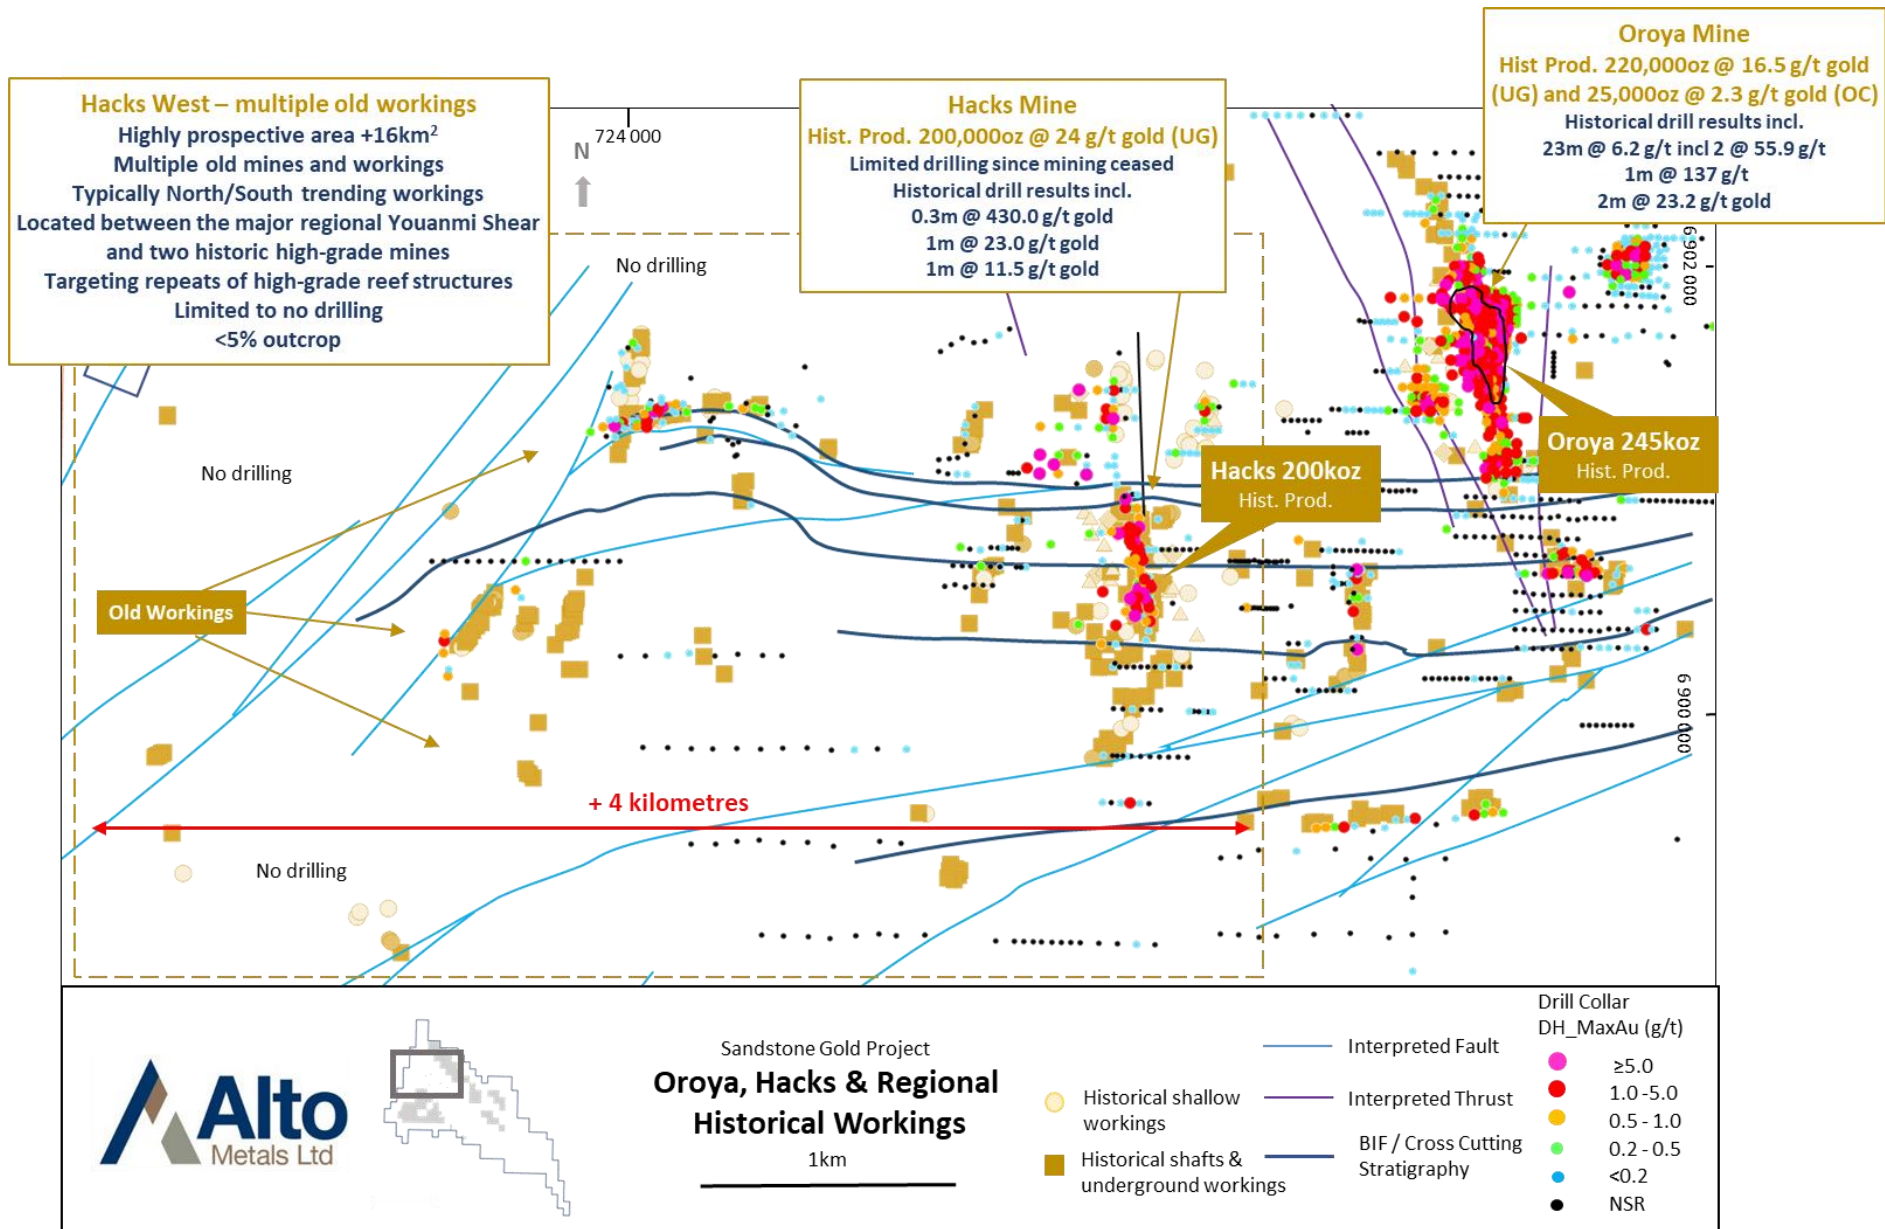 Hacks West – multiple old workings
Highly prospective area +16km²
Multiple old mines and workings
Typically North/South trending workings
Located between the major regional Youanmi Shear
and two historic high-grade mines
Targeting repeats of high-grade reef structures
Limited to no drilling
<5% outcrop
N
724 000
Hacks Mine
Hist. Prod. 200,000oz @ 24 g/t gold (UG)
Limited drilling since mining ceased
Historical drill results incl.
0.3m @ 430.0 g/t gold
1m @ 23.0 g/t gold
1m @ 11.5 g/t gold
Oroya Mine
Hist Prod. 220,000oz @ 16.5 g/t gold
(UG) and 25,000oz @ 2.3 g/t gold (OC)
Historical drill results incl.
23m @ 6.2 g/t incl 2 @ 55.9 g/t
1m @ 137 g/t
2m @ 23.2 g/t gold
6 902 000
No drilling
No drilling
Hacks 200koz
Hist. Prod.
Oroya 245koz
Hist. Prod.
Old Workings
6 900 000
+ 4 kilometres
No drilling
Alto
Metals Ltd
Sandstone Gold Project
Oroya, Hacks & Regional
Historical Workings
1km
Historical shallow
workings
Historical shafts &
underground workings
Interpreted Fault
Interpreted Thrust
BIF / Cross Cutting
Stratigraphy
Drill Collar
DH_MaxAu (g/t)
≥5.0
1.0 -5.0
0.5 - 1.0
0.2 - 0.5
<0.2
NSR